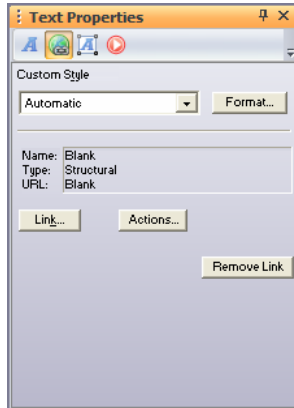 Text Properties
Custom Style
Automatic
Format...
Name: Blank
Type: Structural
URL: Blank
Link...
Actions...
Remove Link